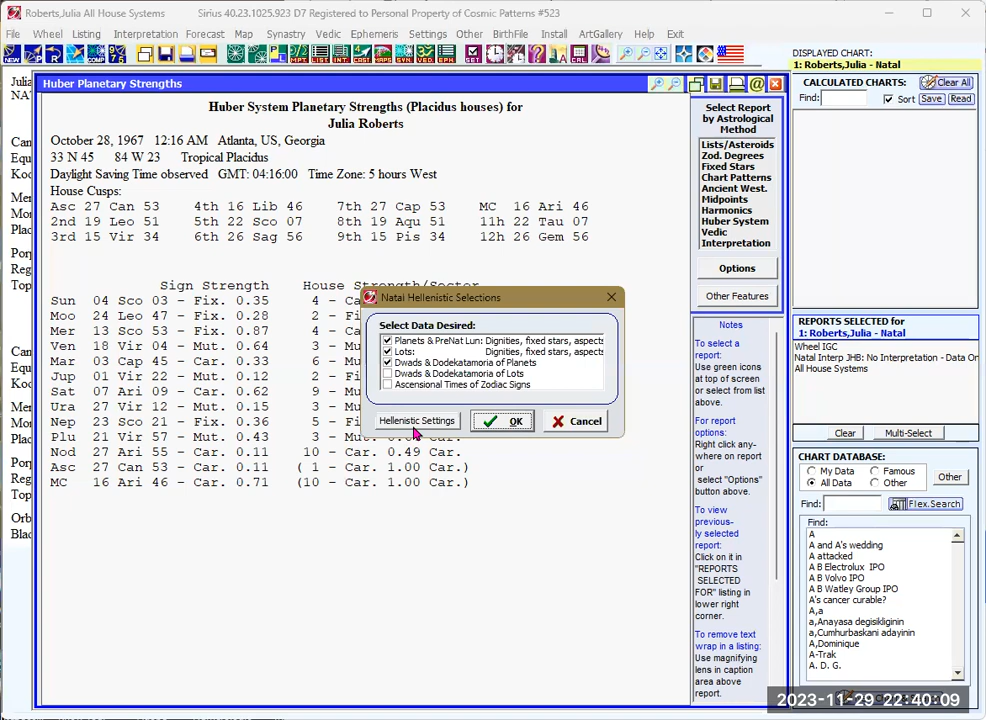 Roberts,Julia All House Systems Sirius 40.23.1025.923 D7 Registered to Personal Property of Cosmic Patterns #523
File Wheel Listing Interpretation Forecast Map Synastry Vedic Ephemeris Settings Other BirthFile Install ArtGallery Help Exit
DISPLAYED CHART:
1: Roberts,Julia - Natal
Huber Planetary Strengths
Huber System Planetary Strengths (Placidus houses) for
Julia Roberts
October 28, 1967 12:16 AM Atlanta, US, Georgia
33 N 45 84 W 23 Tropical Placidus
Daylight Saving Time observed GMT: 04:16:00 Time Zone: 5 hours West
House Cusps:
Asc 27 Can 53 4th 16 Lib 46 7th 27 Cap 53 MC 16 Ari 46
2nd 19 Leo 51 5th 22 Sco 07 8th 19 Aqu 51 11h 22 Tau 07
3rd 15 Vir 34 6th 26 Sag 56 9th 15 Pis 34 12h 26 Gem 56
Sign Strength House Strength/Sector
Sun 04 Sco 03 - Fix. 0.35 4 - Ca
Moo 24 Leo 47 - Fix. 0.28 2 - F
Mer 13 Sco 53 - Fix. 0.87 4 - Ca
Ven 18 Vir 04 - Mut. 0.64 3 - M
Mar 03 Cap 45 - Car. 0.33 6 - M
Jup 01 Vir 22 - Mut. 0.12 2 - F
Sat 07 Ari 09 - Car. 0.62 9 - M
Ura 27 Vir 12 - Mut. 0.15 3 - M
Nep 23 Sco 21 - Fix. 0.36 5 - F
Plu 21 Vir 57 - Mut. 0.43 3 - M
Nod 27 Ari 55 - Car. 0.11 10 - Car. 0.49 Car.
Asc 27 Can 53 - Car. 0.11 ( 1 - Car. 1.00 Car.)
MC 16 Ari 46 - Car. 0.71 (10 - Car. 1.00 Car.)
Natal Hellenistic Selections
Select Data Desired:
Planets & PreNat Lun: Dignities, fixed stars, aspects
Lots: Dignities, fixed stars, aspects
Dwads & Dodekatamoria of Planets
Dwads & Dodekatamoria of Lots
Ascensional Times of Zodiac Signs
Hellenistic Settings
OK
Cancel
Select Report
by Astrological
Method
Lists/Asteroids
Zod. Degrees
Fixed Stars
Chart Patterns
Ancient West.
Midpoints
Harmonics
Huber System
Vedic
Interpretation
Options
Other Features
Notes
To select a
report:
Use green icons
at top of screen
or select from
list above.
For report
options:
Right click any-
where on report
or
select "Options"
button above.
To view
previous-
ly selected
report:
Click on it in
"REPORTS
SELECTED
FOR" listing in
lower right
corner.
To remove text
wrap in a listing:
Use magnifying
lens in caption
area above
report.
CALCULATED CHARTS:
Clear All
Find:
Sort
Save
Read
REPORTS SELECTED for
1: Roberts,Julia - Natal
Wheel IGC
Natal Interp JHB: No Interpretation - Data On
All House Systems
Clear
Multi-Select
CHART DATABASE:
My Data Famous
All Data Other
Other
Find:
Flex.Search
Find:
A
A and A's wedding
A attacked
A B Electrolux IPO
A B Volvo IPO
A B Watley Group IPO
A's cancer curable?
A,a
a,Anayasa degisikliginin
a,Cumhurbaskani adayinin
A,Dominique
A-Trak
A. D. G.
2023-11-29 22:40:09